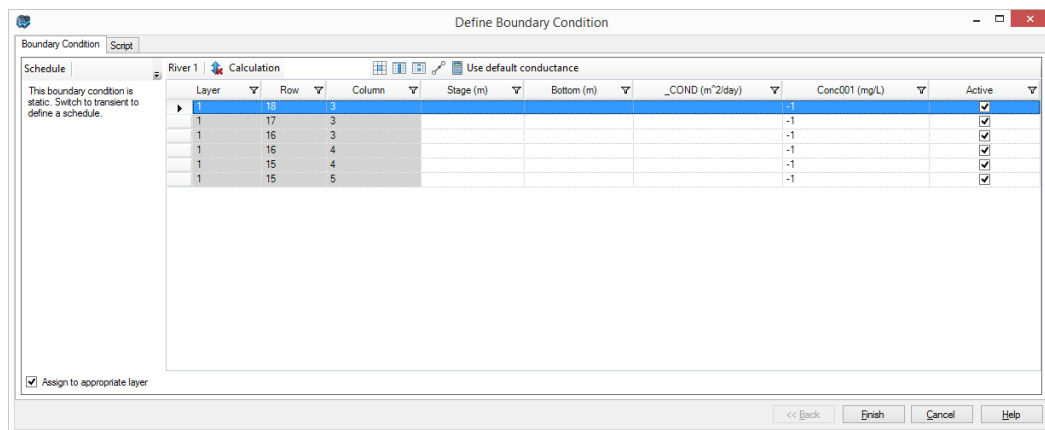 Define Boundary Condition
Boundary Condition Script
Schedule
This boundary condition is
static. Switch to transient to
define a schedule.
River 1 Calculation Use default conductance
Layer Row Column Stage (m) Bottom (m) _COND (m^2/day) Conc001 (mg/L) Active
1 18 3 -1
1 17 3 -1
1 16 3 -1
1 16 4 -1
1 15 4 -1
1 15 5 -1
Assign to appropriate layer
<< Back Finish Cancel Help